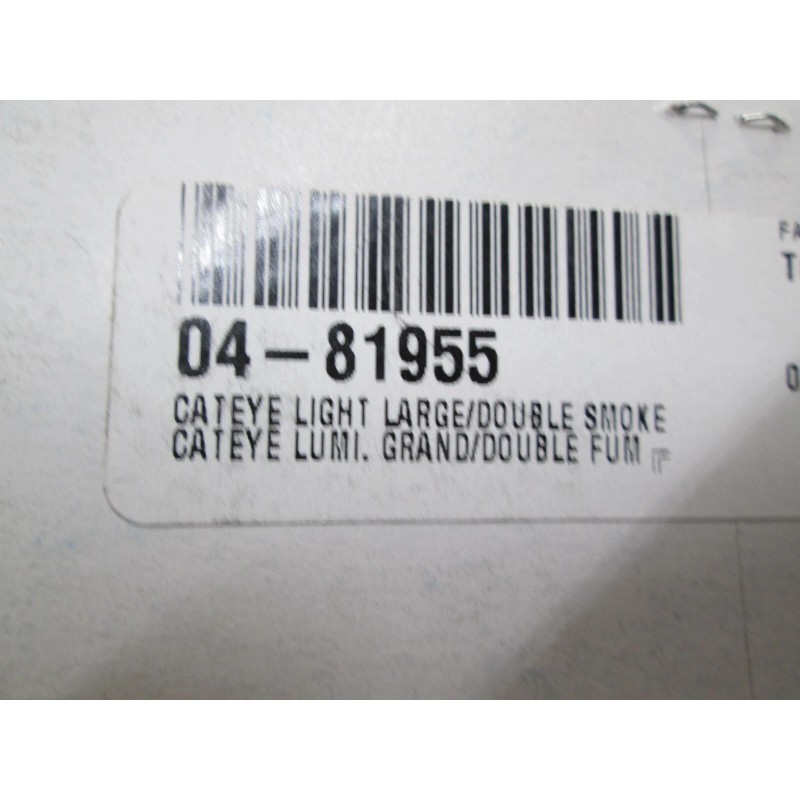 04-81955
CATEYE LIGHT LARGE/DOUBLE SMOKE
CATEYE LUMI. GRAND/DOUBLE FUM